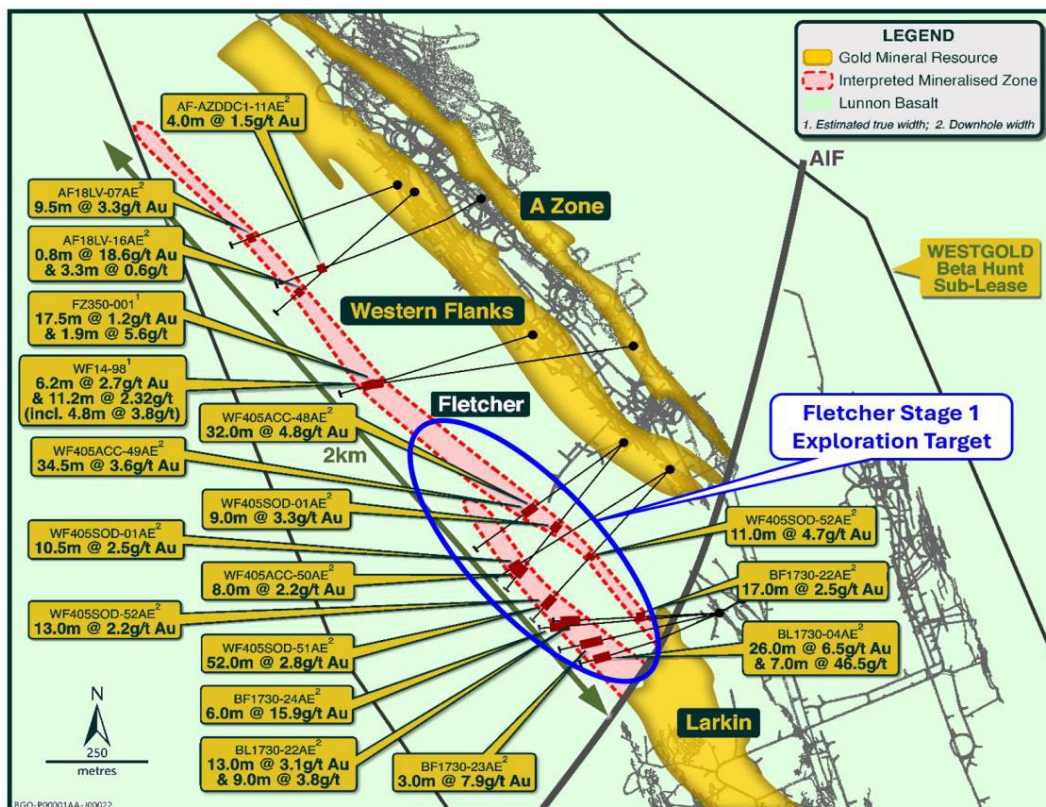 LEGEND
Gold Mineral Resource
Interpreted Mineralised Zone
Lunnon Basalt
1. Estimated true width; 2. Downhole width
AIF
AF-AZDDC1-11AE²
4.0m @ 1.5g/t Au
AF18LV-07AE²
9.5m @ 3.3g/t Au
A Zone
AF18LV-16AE²
0.8m @ 18.6g/t Au
& 3.3m @ 0.6g/t
WESTGOLD
Beta Hunt
Sub-Lease
FZ350-001¹
17.5m @ 1.2g/t Au
& 1.9m @ 5.6g/t
Western Flanks
WF14-98¹
6.2m @ 2.7g/t Au
& 11.2m @ 2.32g/t
(incl. 4.8m @ 3.8g/t)
Fletcher
Fletcher Stage 1
Exploration Target
WF405ACC-48AE²
32.0m @ 4.8g/t Au
2km
WF405ACC-49AE²
34.5m @ 3.6g/t Au
WF405SOD-01AE²
9.0m @ 3.3g/t Au
WF405SOD-52AE²
11.0m @ 4.7g/t Au
WF405SOD-01AE²
10.5m @ 2.5g/t Au
WF405ACC-50AE²
8.0m @ 2.2g/t Au
BF1730-22AE²
17.0m @ 2.5g/t Au
WF405SOD-52AE²
13.0m @ 2.2g/t Au
BL1730-04AE²
26.0m @ 6.5g/t Au
& 7.0m @ 46.5g/t
WF405SOD-51AE²
52.0m @ 2.8g/t Au
BF1730-24AE²
6.0m @ 15.9g/t Au
Larkin
BL1730-22AE²
13.0m @ 3.1g/t Au
& 9.0m @ 3.8g/t
BF1730-23AE²
3.0m @ 7.9g/t Au
N
250
metres